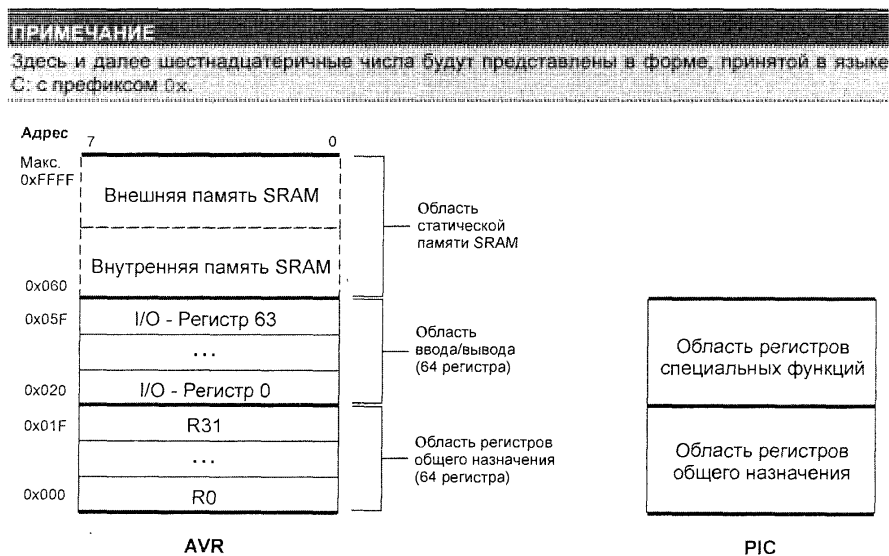 ПРИМЕЧАНИЕ
Здесь и далее шестнадцатеричные числа будут представлены в форме, принятой в языке
С: с префиксом 0x.
Адрес
7
0
Макс.
0xFFFF
Внешняя память SRAM
Внутренняя память SRAM
0x060
Область
статической
памяти SRAM
0x05F
I/O - Регистр 63
...
0x020
I/O - Регистр 0
Область
ввода/вывода
(64 регистра)
0x01F
R31
...
0x000
R0
Область регистров
общего назначения
(64 регистра)
AVR
Область регистров
специальных функций
Область регистров
общего назначения
PIC